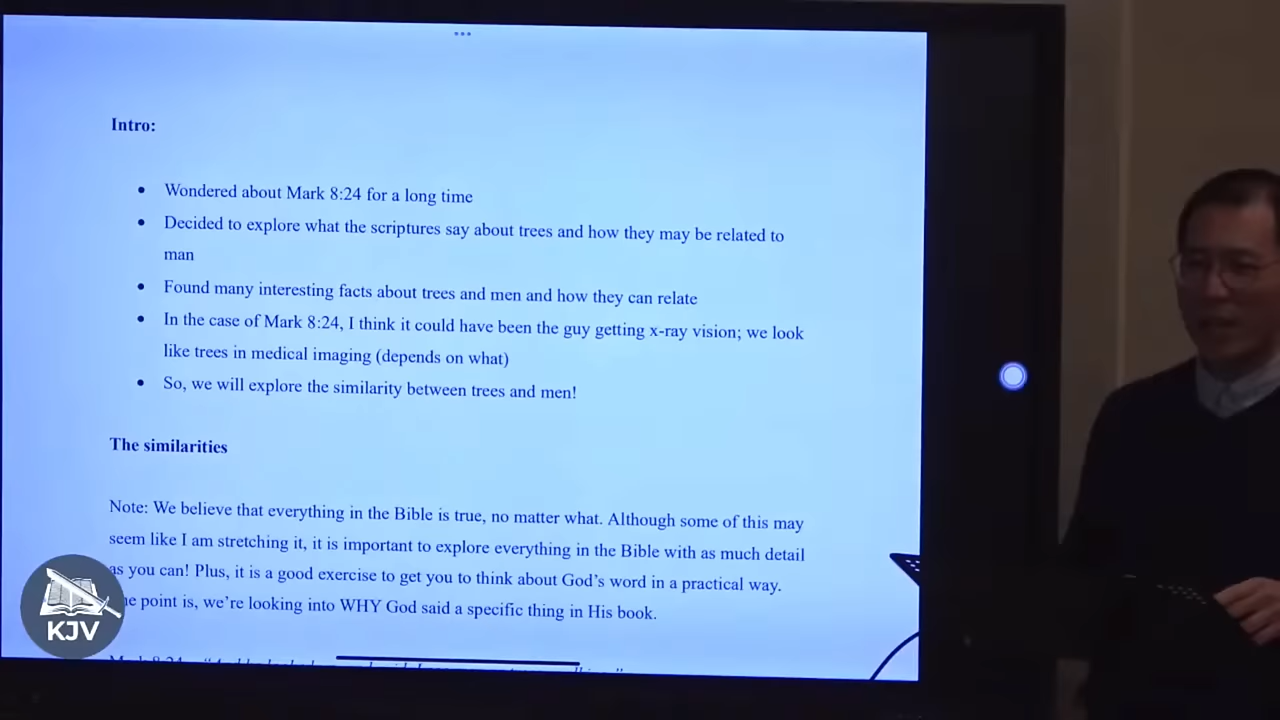 Intro:
• Wondered about Mark 8:24 for a long time
• Decided to explore what the scriptures say about trees and how they may be related to
man
• Found many interesting facts about trees and men and how they can relate
• In the case of Mark 8:24, I think it could have been the guy getting x-ray vision; we look
like trees in medical imaging (depends on what)
• So, we will explore the similarity between trees and men!
The similarities
Note: We believe that everything in the Bible is true, no matter what. Although some of this may
seem like I am stretching it, it is important to explore everything in the Bible with as much detail
as you can! Plus, it is a good exercise to get you to think about God's word in a practical way.
point is, we're looking into WHY God said a specific thing in His book.
KJV